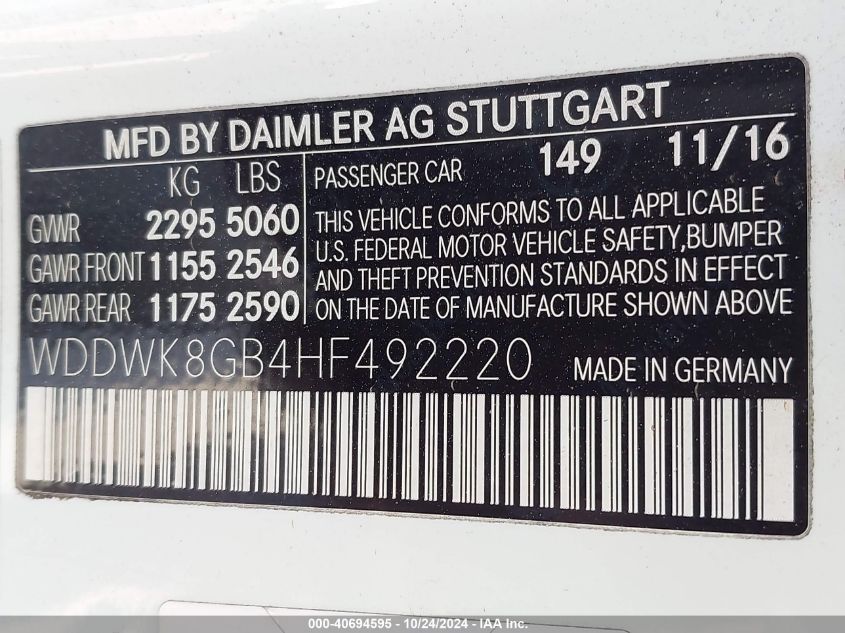 MFD BY DAIMLER AG STUTTGART
KG LBS
GVWR 2295 5060
GAWR FRONT 1155 2546
GAWR REAR 1175 2590
PASSENGER CAR 149 11/16
THIS VEHICLE CONFORMS TO ALL APPLICABLE
U.S. FEDERAL MOTOR VEHICLE SAFETY,BUMPER
AND THEFT PREVENTION STANDARDS IN EFFECT
ON THE DATE OF MANUFACTURE SHOWN ABOVE
WDDWK8GB4HF492220 MADE IN GERMANY
000-40694595 - 10/24/2024 - IAA Inc.